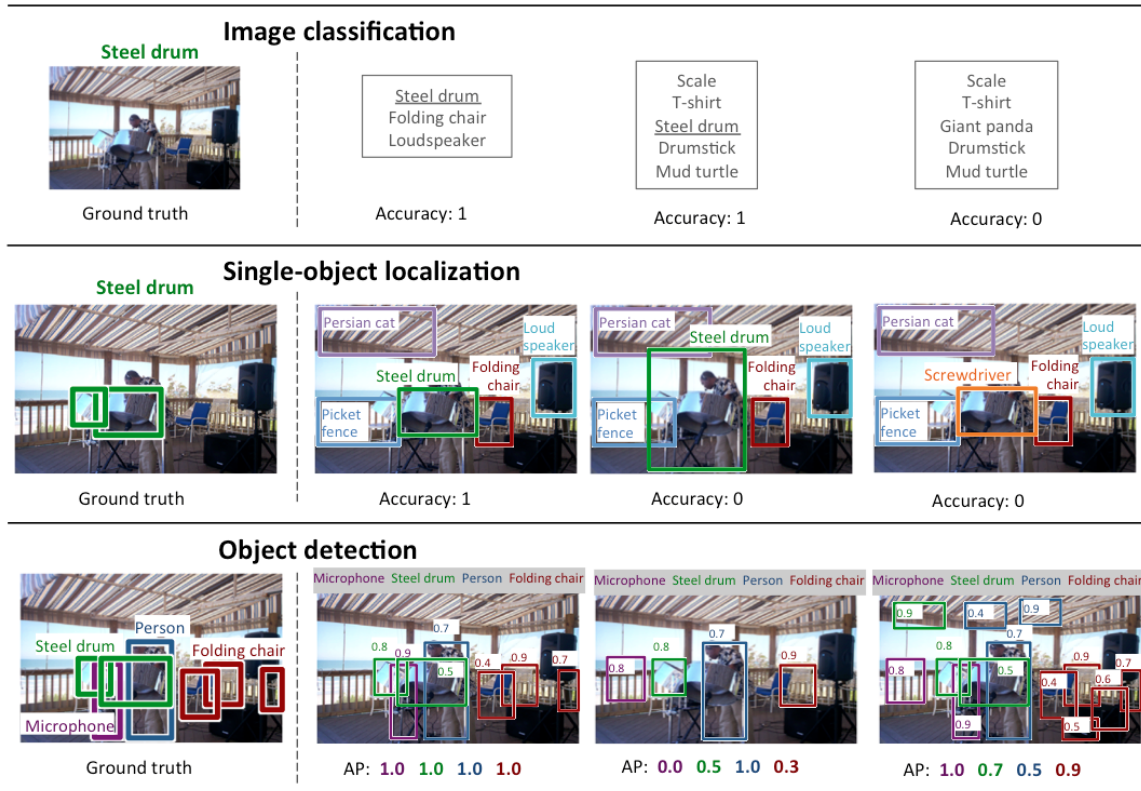 Image classification
Steel drum
Ground truth
Steel drum
Folding chair
Loudspeaker
Accuracy: 1
Scale
T-shirt
Steel drum
Drumstick
Mud turtle
Accuracy: 1
Scale
T-shirt
Giant panda
Drumstick
Mud turtle
Accuracy: 0
Single-object localization
Steel drum
Ground truth
Persian cat
Loud
speaker
Steel drum
Folding
chair
Picket
fence
Accuracy: 1
Persian cat
Steel drum
Loud
speaker
Folding
chair
Picket
fence
Accuracy: 0
Persian cat
Loud
speaker
Screwdriver
Folding
chair
Picket
fence
Accuracy: 0
Object detection
Person
Steel drum
Folding chair
Microphone
Ground truth
Microphone Steel drum Person Folding chair
0.7
0.8
0.9
0.5
0.4
0.9
0.7
AP: 1.0 1.0 1.0 1.0
Microphone Steel drum Person Folding chair
0.7
0.8
0.8
0.9
AP: 0.0 0.5 1.0 0.3
Microphone Steel drum Person Folding chair
0.9
0.4
0.9
0.7
0.8
0.8
0.5
0.9
0.7
0.4
0.6
0.9
0.5
AP: 1.0 0.7 0.5 0.9